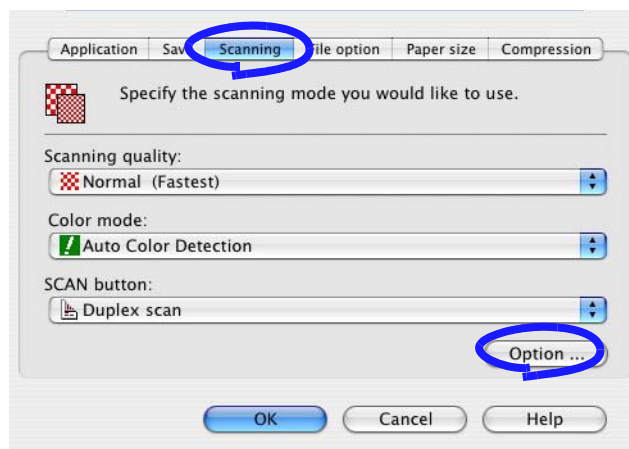 Application Sav Scanning ile option Paper size Compression
Specify the scanning mode you would like to use.
Scanning quality:
Normal (Fastest)
Color mode:
Auto Color Detection
SCAN button:
Duplex scan
Option ...
OK Cancel Help